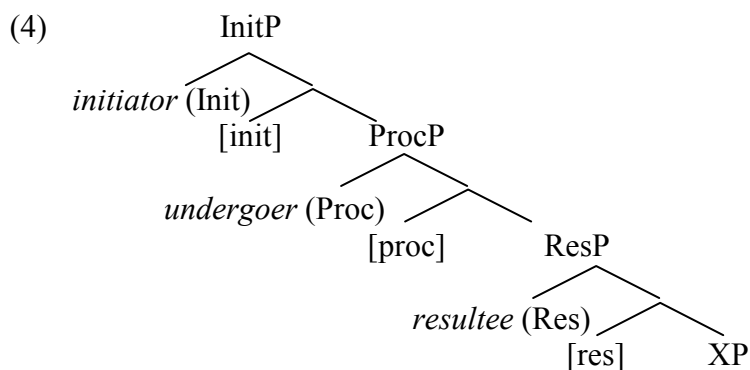 (4) InitP
initiator (Init)
[init] ProcP
undergoer (Proc)
[proc] ResP
resultee (Res)
[res] XP